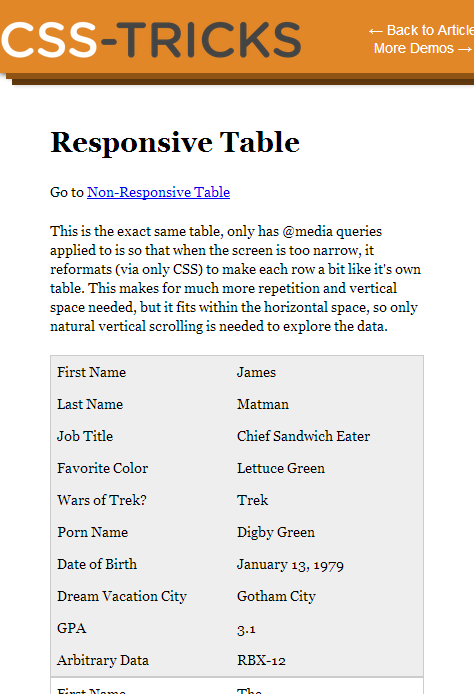 CSS-TRICKS
← Back to Article
More Demos →
Responsive Table
Go to Non-Responsive Table
This is the exact same table, only has @media queries
applied to is so that when the screen is too narrow, it
reformats (via only CSS) to make each row a bit like it's own
table. This makes for much more repetition and vertical
space needed, but it fits within the horizontal space, so only
natural vertical scrolling is needed to explore the data.
First Name James
Last Name Matman
Job Title Chief Sandwich Eater
Favorite Color Lettuce Green
Wars of Trek? Trek
Porn Name Digby Green
Date of Birth January 13, 1979
Dream Vacation City Gotham City
GPA 3.1
Arbitrary Data RBX-12
First Name The